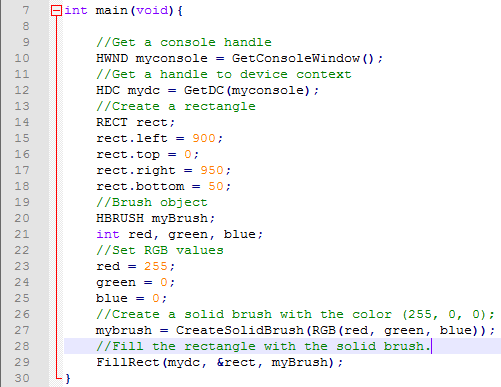 7 int main(void){
8
9 //Get a console handle
10 HWND myconsole = GetConsoleWindow();
11 //Get a handle to device context
12 HDC mydc = GetDC(myconsole);
13 //Create a rectangle
14 RECT rect;
15 rect.left = 900;
16 rect.top = 0;
17 rect.right = 950;
18 rect.bottom = 50;
19 //Brush object
20 HBRUSH myBrush;
21 int red, green, blue;
22 //Set RGB values
23 red = 255;
24 green = 0;
25 blue = 0;
26 //Create a solid brush with the color (255, 0, 0);
27 mybrush = CreateSolidBrush(RGB(red, green, blue));
28 //Fill the rectangle with the solid brush.
29 FillRect(mydc, &rect, myBrush);
30 }